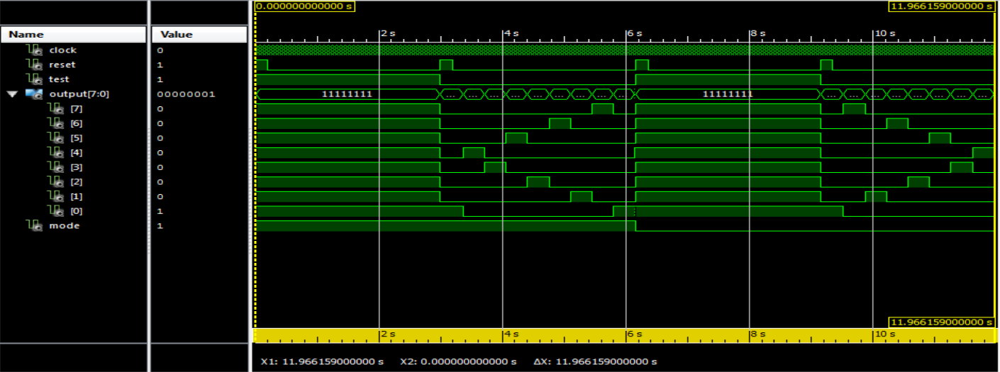 0.000000000000 s 11.966159000000 s
Name Value 2 s 4 s 6 s 8 s 10 s
clock 0
reset 1
test 1
output[7:0] 00000001 11111111 ... ... ... ... ... ... ... ... ... 11111111 ... ... ... ... ... ... ... ...
[7] 0
[6] 0
[5] 0
[4] 0
[3] 0
[2] 0
[1] 0
[0] 1
mode 1
11.966159000000 s
2 s 4 s 6 s 8 s 10 s
X1: 11.966159000000 s X2: 0.000000000000 s ΔX: 11.966159000000 s